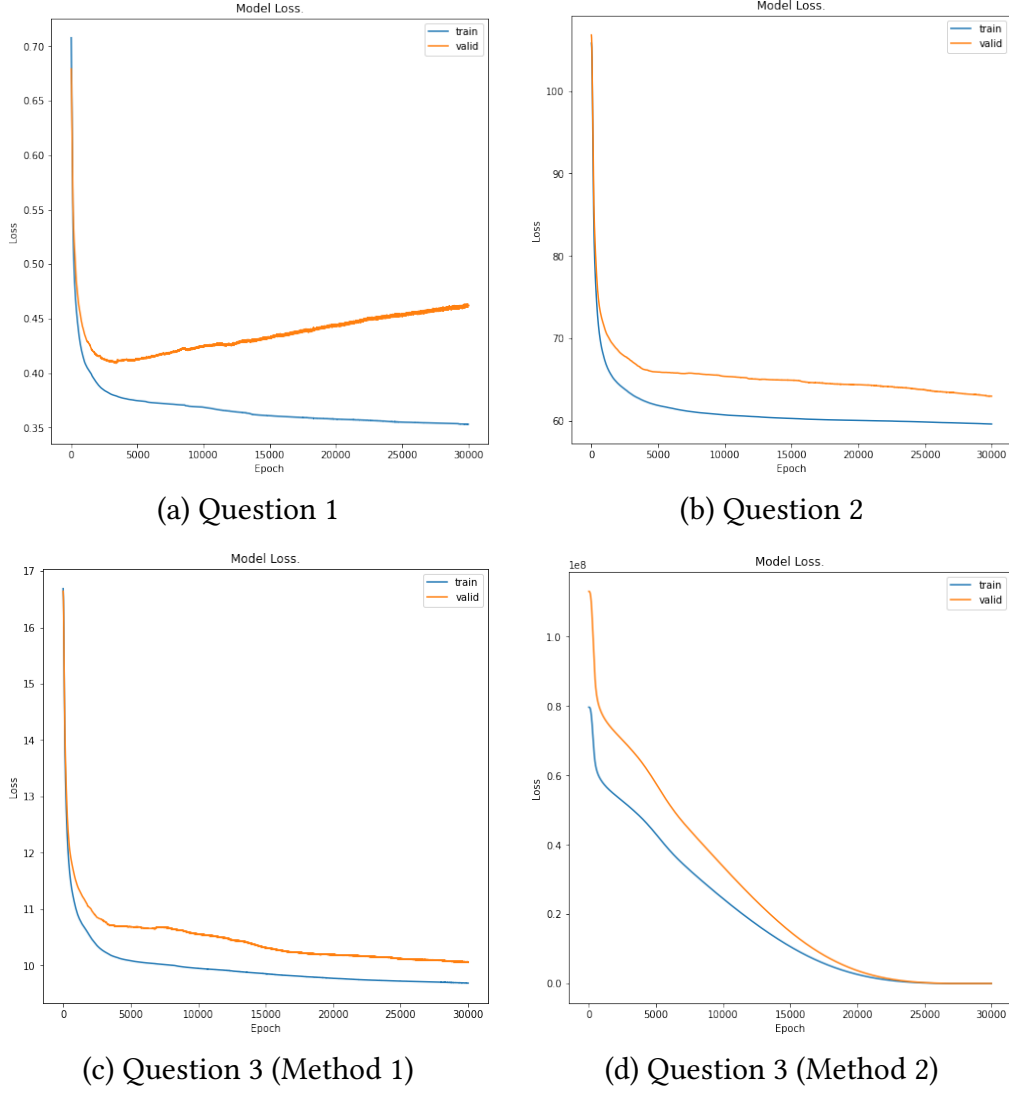 Model Loss.
train
valid
0.70
0.65
0.60
0.55
0.50
0.45
0.40
0.35
Loss
0 5000 10000 15000 20000 25000 30000
Epoch
(a) Question 1
Model Loss.
train
valid
100
90
80
70
60
Loss
0 5000 10000 15000 20000 25000 30000
Epoch
(b) Question 2
Model Loss.
train
valid
17
16
15
14
13
12
11
10
Loss
0 5000 10000 15000 20000 25000 30000
Epoch
(c) Question 3 (Method 1)
1e8
Model Loss.
train
valid
1.0
0.8
0.6
0.4
0.2
0.0
Loss
0 5000 10000 15000 20000 25000 30000
Epoch
(d) Question 3 (Method 2)